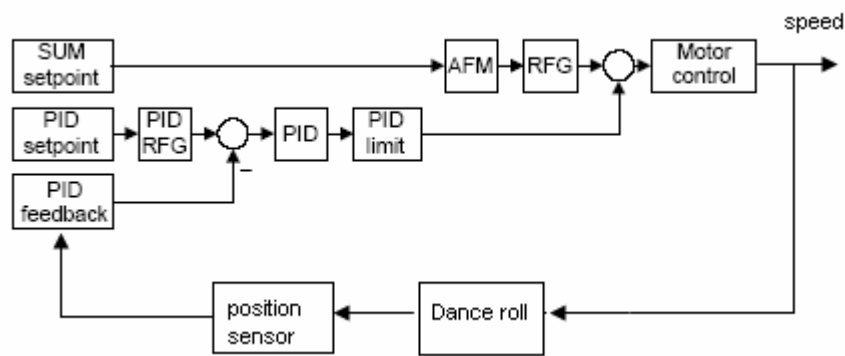 speed
SUM
setpoint
AFM
RFG
Motor
control
PID
setpoint
PID
RFG
PID
PID
limit
–
PID
feedback
position
sensor
Dance roll